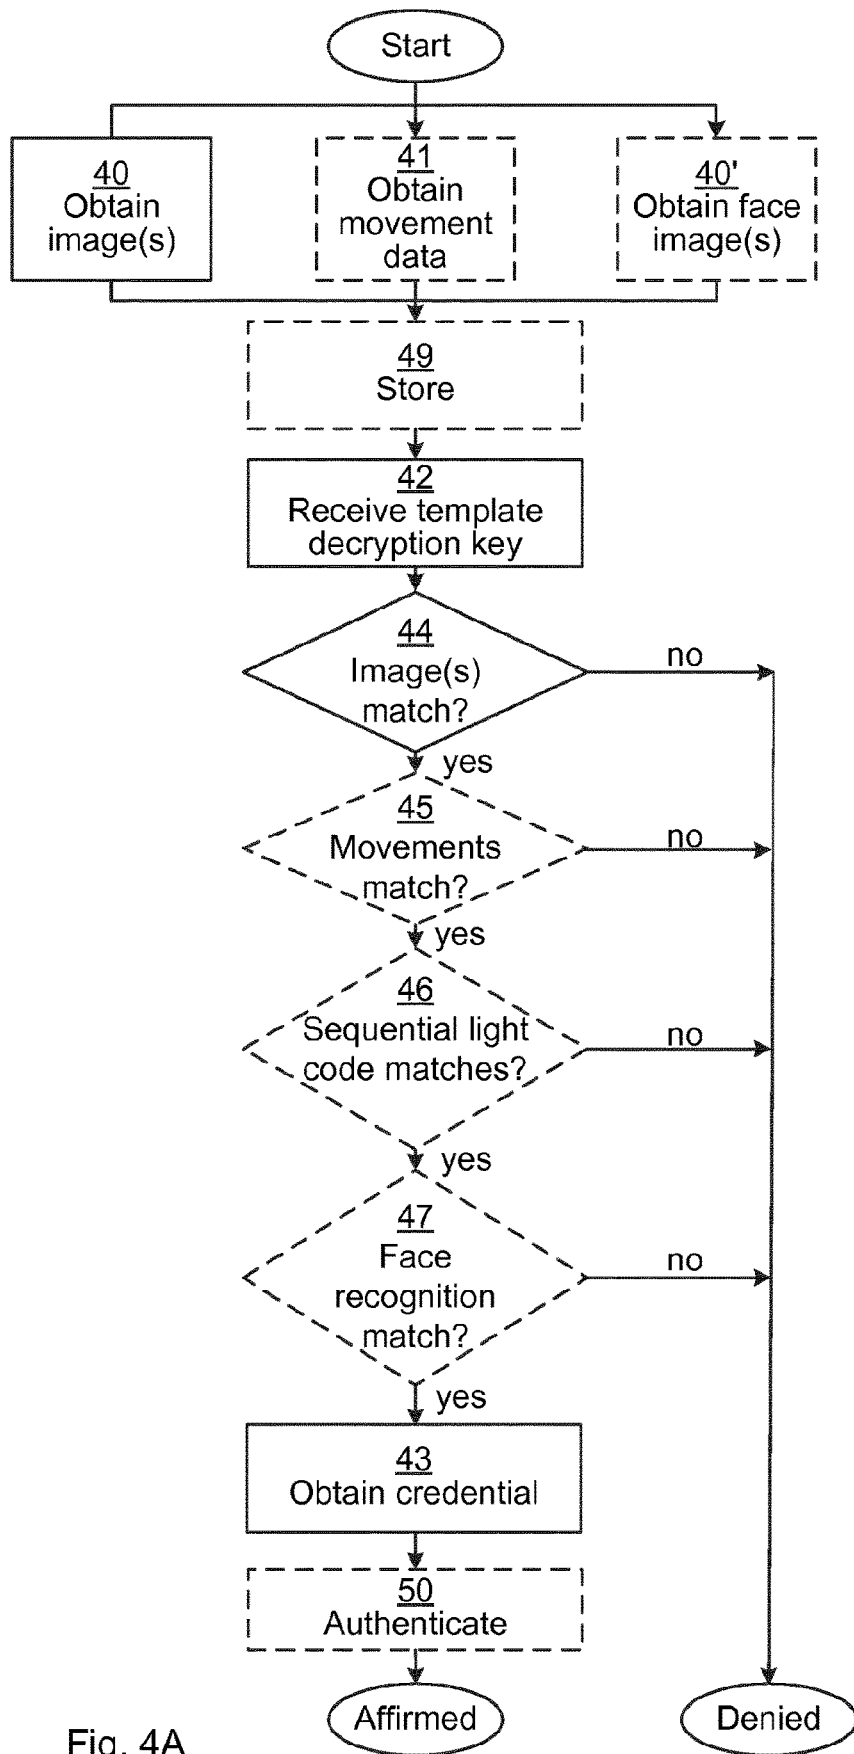 Start
40
Obtain
image(s)
41
Obtain
movement
data
40'
Obtain face
image(s)
49
Store
42
Receive template
decryption key
44
Image(s)
match?
no
yes
45
Movements
match?
no
yes
46
Sequential light
code matches?
no
yes
47
Face
recognition
match?
no
yes
43
Obtain credential
50
Authenticate
Affirmed
Denied
Fig. 4A